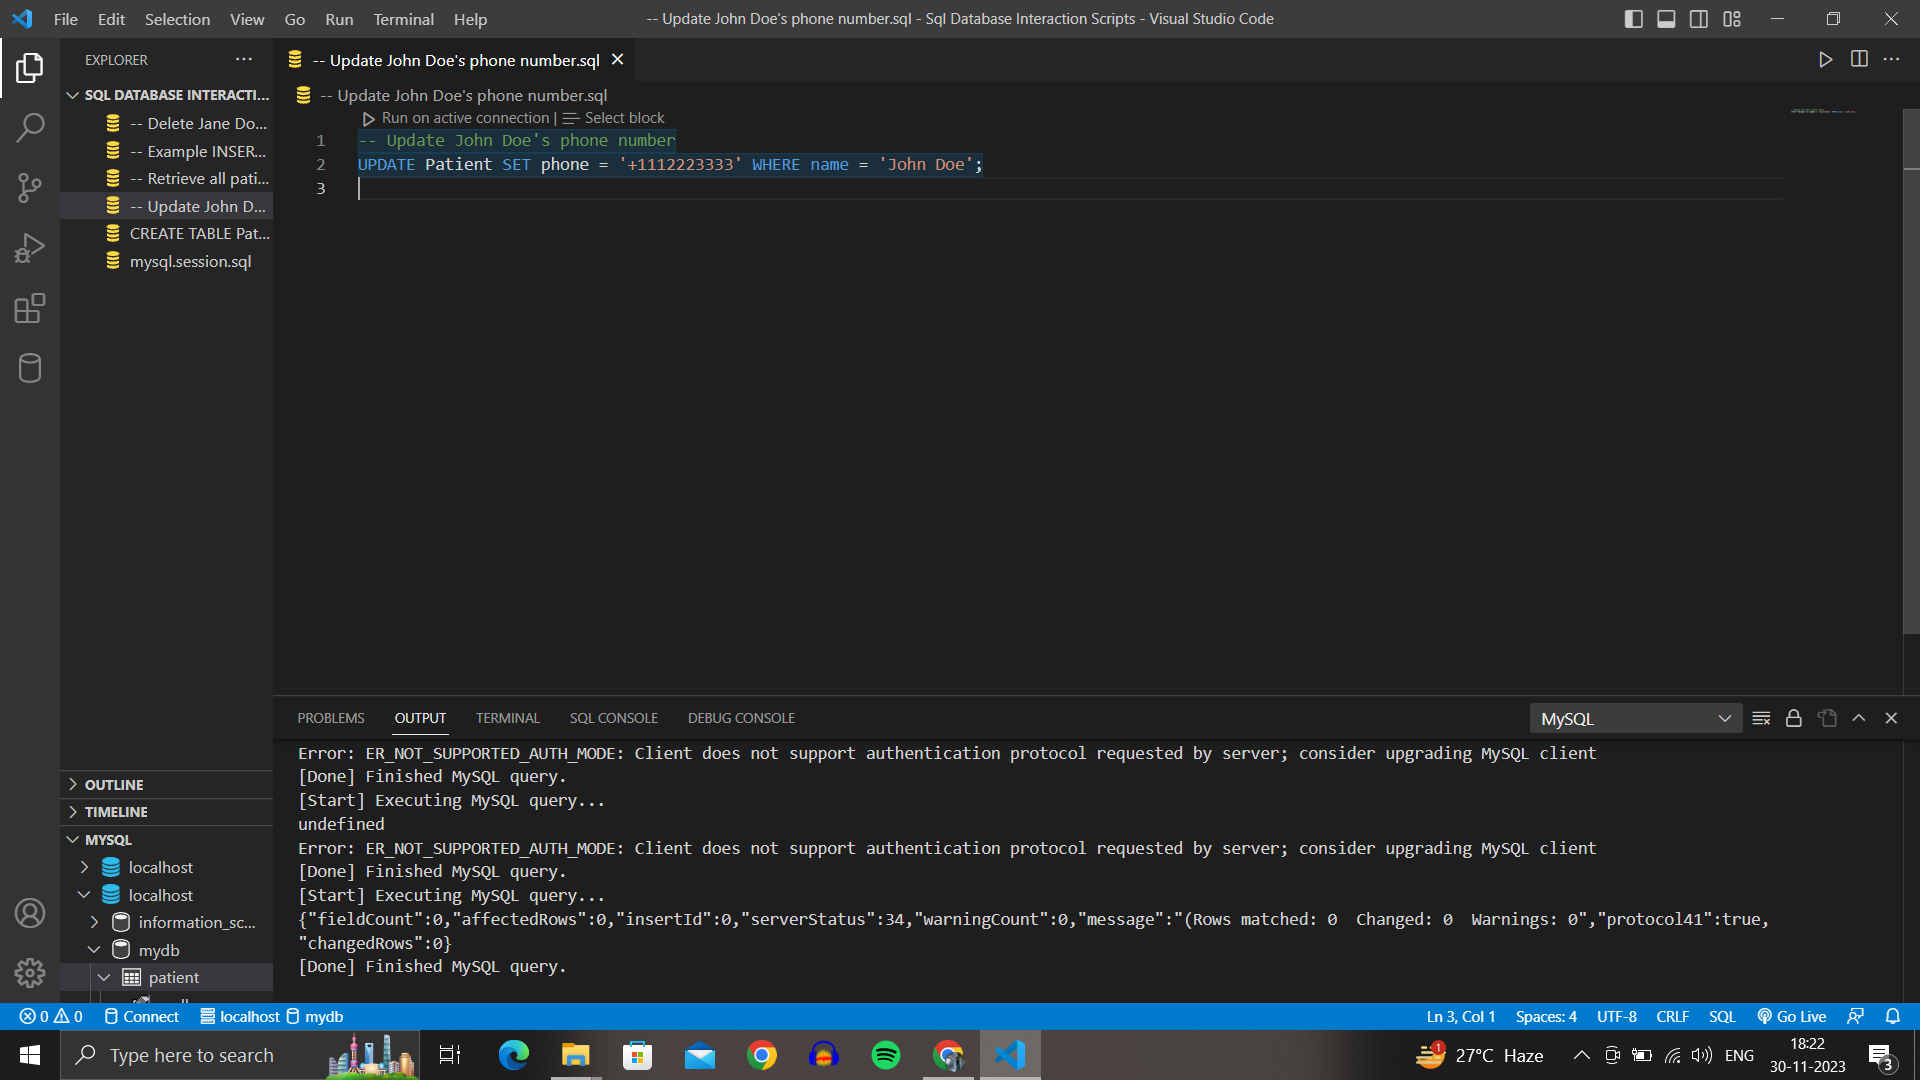 File Edit Selection View Go Run Terminal Help
-- Update John Doe's phone number.sql - Sql Database Interaction Scripts - Visual Studio Code
EXPLORER
-- Update John Doe's phone number.sql
SQL DATABASE INTERACTI...
-- Delete Jane Do...
-- Example INSER...
-- Retrieve all pati...
-- Update John D...
CREATE TABLE Pat...
mysql.session.sql
-- Update John Doe's phone number.sql
Run on active connection | Select block
1 -- Update John Doe's phone number
2 UPDATE Patient SET phone = '+1112223333' WHERE name = 'John Doe';
3
OUTLINE
TIMELINE
MYSQL
localhost
localhost
information_sc...
mydb
patient
PROBLEMS OUTPUT TERMINAL SQL CONSOLE DEBUG CONSOLE
MySQL
Error: ER_NOT_SUPPORTED_AUTH_MODE: Client does not support authentication protocol requested by server; consider upgrading MySQL client
[Done] Finished MySQL query.
[Start] Executing MySQL query...
undefined
Error: ER_NOT_SUPPORTED_AUTH_MODE: Client does not support authentication protocol requested by server; consider upgrading MySQL client
[Done] Finished MySQL query.
[Start] Executing MySQL query...
{"fieldCount":0,"affectedRows":0,"insertId":0,"serverStatus":34,"warningCount":0,"message":"(Rows matched: 0  Changed: 0  Warnings: 0","protocol41":true,
"changedRows":0}
[Done] Finished MySQL query.
0 0 Connect localhost mydb
Ln 3, Col 1 Spaces: 4 UTF-8 CRLF SQL Go Live
Type here to search
1
27°C Haze
ENG
18:22
30-11-2023
3